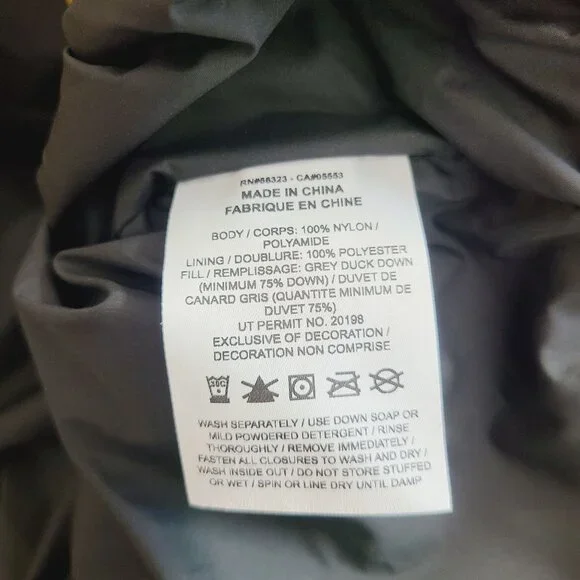 RN#56323 - CA#05553
MADE IN CHINA
FABRIQUE EN CHINE
BODY / CORPS: 100% NYLON /
POLYAMIDE
LINING / DOUBLURE: 100% POLYESTER
FILL / REMPLISSAGE: GREY DUCK DOWN
(MINIMUM 75% DOWN) / DUVET DE
CANARD GRIS (QUANTITE MINIMUM DE
DUVET 75%)
UT PERMIT NO. 20198
EXCLUSIVE OF DECORATION /
DECORATION NON COMPRISE
30C
WASH SEPARATELY / USE DOWN SOAP OR
MILD POWDERED DETERGENT / RINSE
THOROUGHLY / REMOVE IMMEDIATELY /
FASTEN ALL CLOSURES TO WASH AND DRY /
WASH INSIDE OUT / DO NOT STORE STUFFED
OR WET / SPIN OR LINE DRY UNTIL DAMP